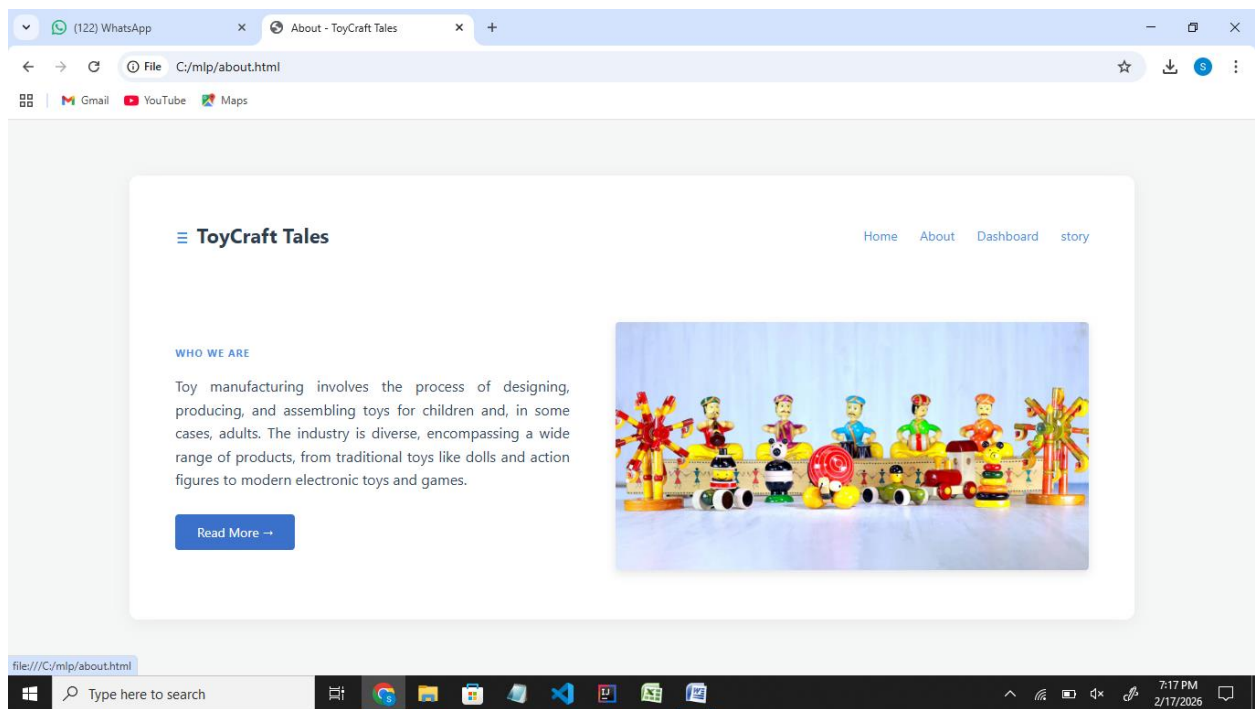 (122) WhatsApp
About - ToyCraft Tales
File C:/mlp/about.html
S
Gmail YouTube Maps
☰ ToyCraft Tales
Home About Dashboard story
WHO WE ARE
Toy manufacturing involves the process of designing,
producing, and assembling toys for children and, in some
cases, adults. The industry is diverse, encompassing a wide
range of products, from traditional toys like dolls and action
figures to modern electronic toys and games.
Read More →
file:///C:/mlp/about.html
Type here to search
7:17 PM
2/17/2026